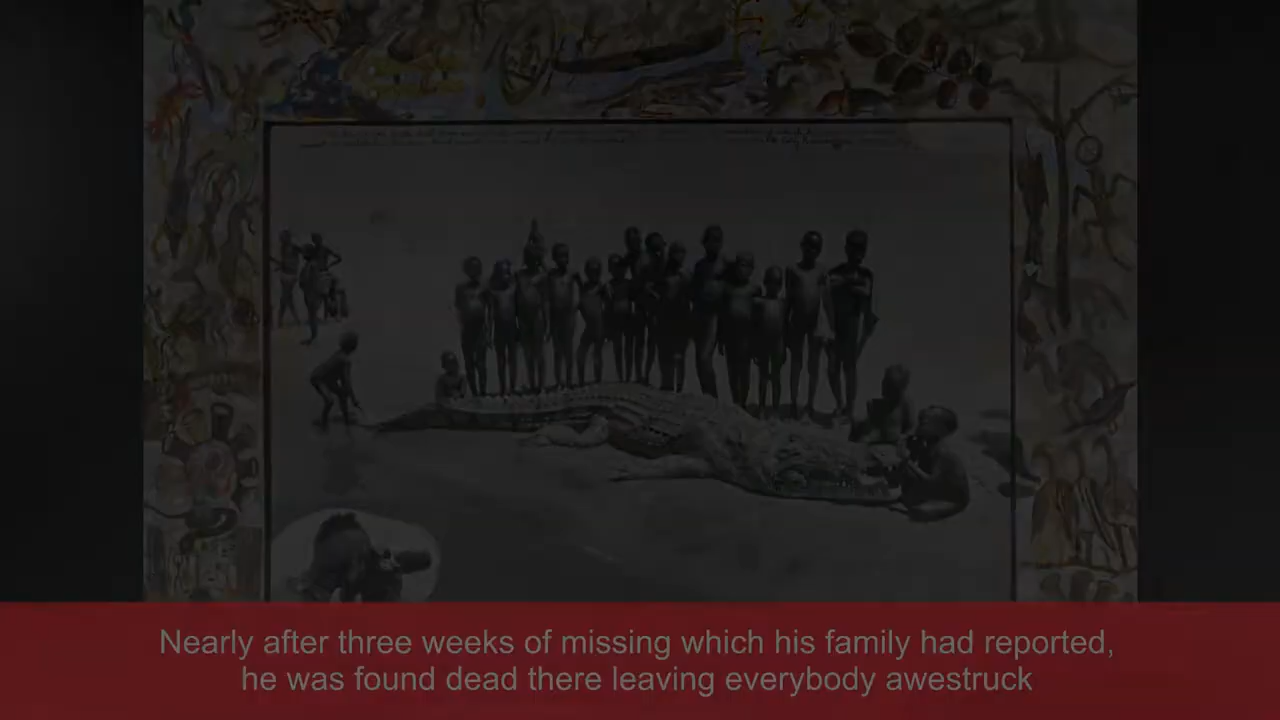 Nearly after three weeks of missing which his family had reported,
he was found dead there leaving everybody awestruck